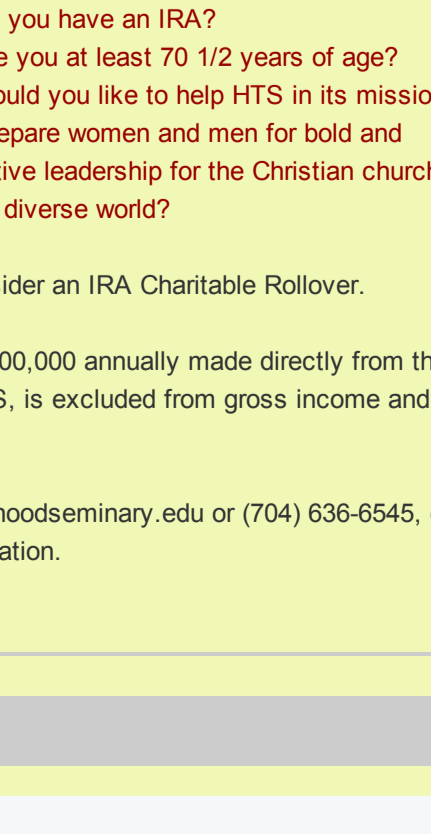 you have an IRA?
e you at least 70 1/2 years of age?
ould you like to help HTS in its missio
epare women and men for bold and
tive leadership for the Christian church
diverse world?
ider an IRA Charitable Rollover.
00,000 annually made directly from th
S, is excluded from gross income and
hoodseminary.edu or (704) 636-6545,
ation.